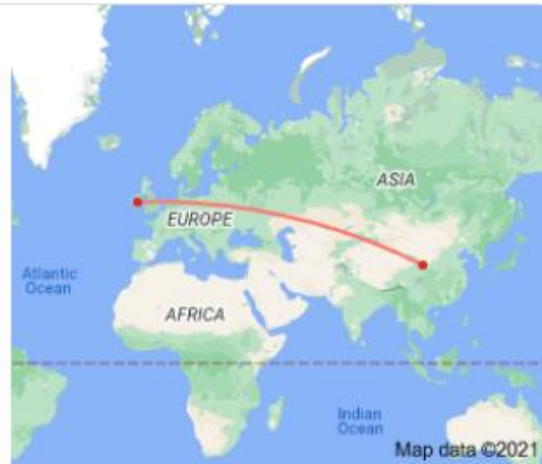 ASIA
EUROPE
Atlantic
Ocean
AFRICA
Indian
Ocean
Map data ©2021